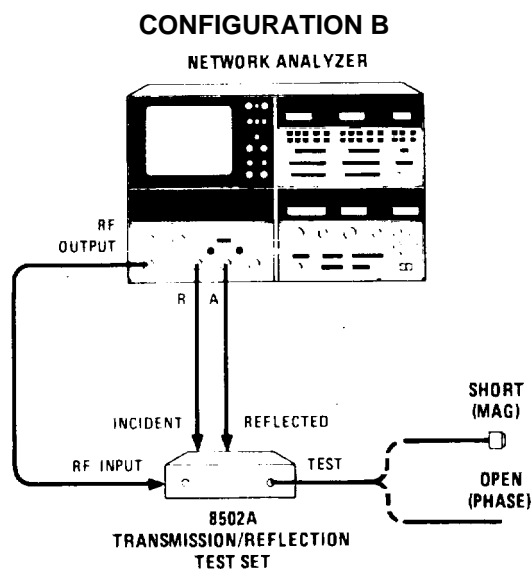 CONFIGURATION B
NETWORK ANALYZER
RF
OUTPUT
R A
INCIDENT
REFLECTED
RF INPUT
TEST
SHORT
(MAG)
OPEN
(PHASE)
8502A
TRANSMISSION/REFLECTION
TEST SET